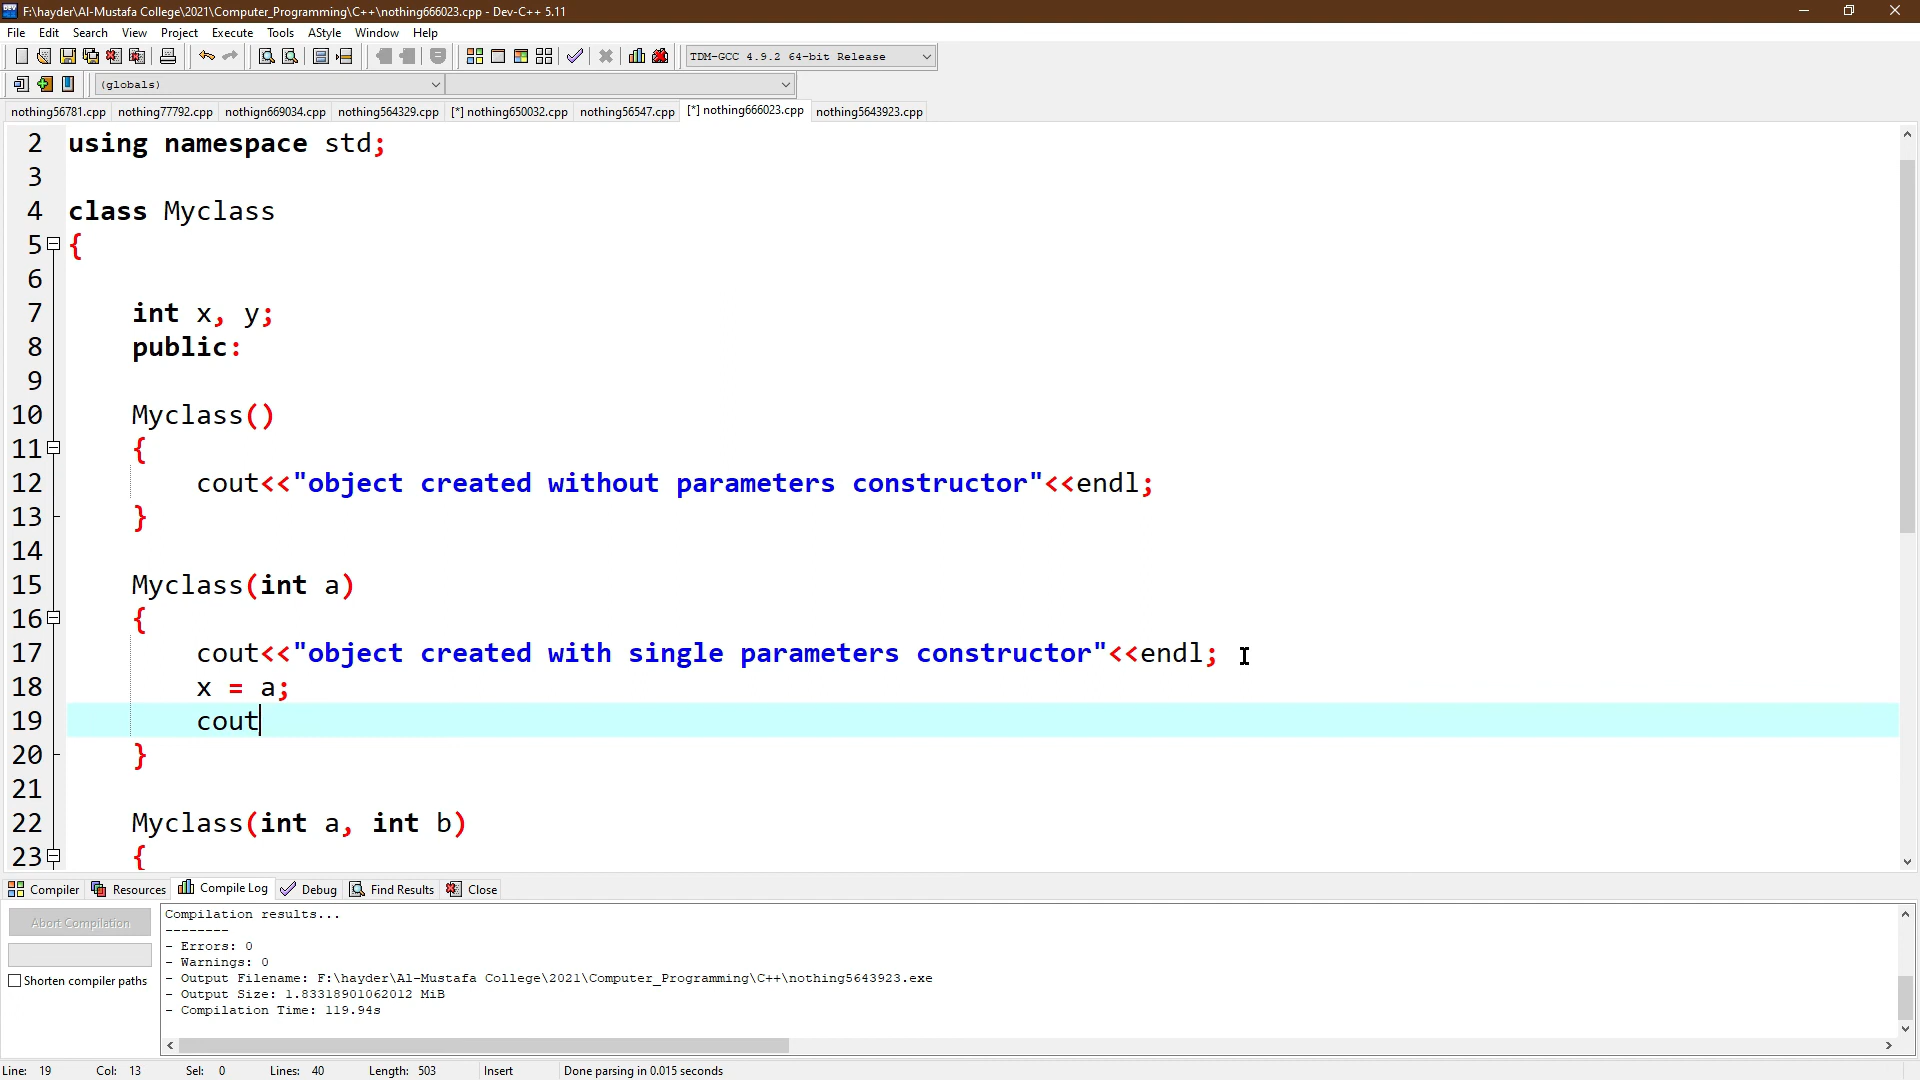 F:\hayder\Al-Mustafa College\2021\Computer_Programming\C++\nothing666023.cpp - Dev-C++ 5.11
File Edit Search View Project Execute Tools AStyle Window Help
TDM-GCC 4.9.2 64-bit Release
(globals)
nothing56781.cpp nothing77792.cpp nothign669034.cpp nothing564329.cpp [*] nothing650032.cpp nothing56547.cpp [*] nothing666023.cpp nothing5643923.cpp
2 using namespace std;
3
4 class Myclass
5 {
6
7 int x, y;
8 public:
9
10 Myclass()
11 {
12 cout<<"object created without parameters constructor"<<endl;
13 }
14
15 Myclass(int a)
16 {
17 cout<<"object created with single parameters constructor"<<endl;
18 x = a;
19 cout
20 }
21
22 Myclass(int a, int b)
23 {
Compiler Resources Compile Log Debug Find Results Close
Abort Compilation
Shorten compiler paths
Compilation results...
--------
- Errors: 0
- Warnings: 0
- Output Filename: F:\hayder\Al-Mustafa College\2021\Computer_Programming\C++\nothing5643923.exe
- Output Size: 1.83318901062012 MiB
- Compilation Time: 119.94s
Line: 19 Col: 13 Sel: 0 Lines: 40 Length: 503 Insert Done parsing in 0.015 seconds